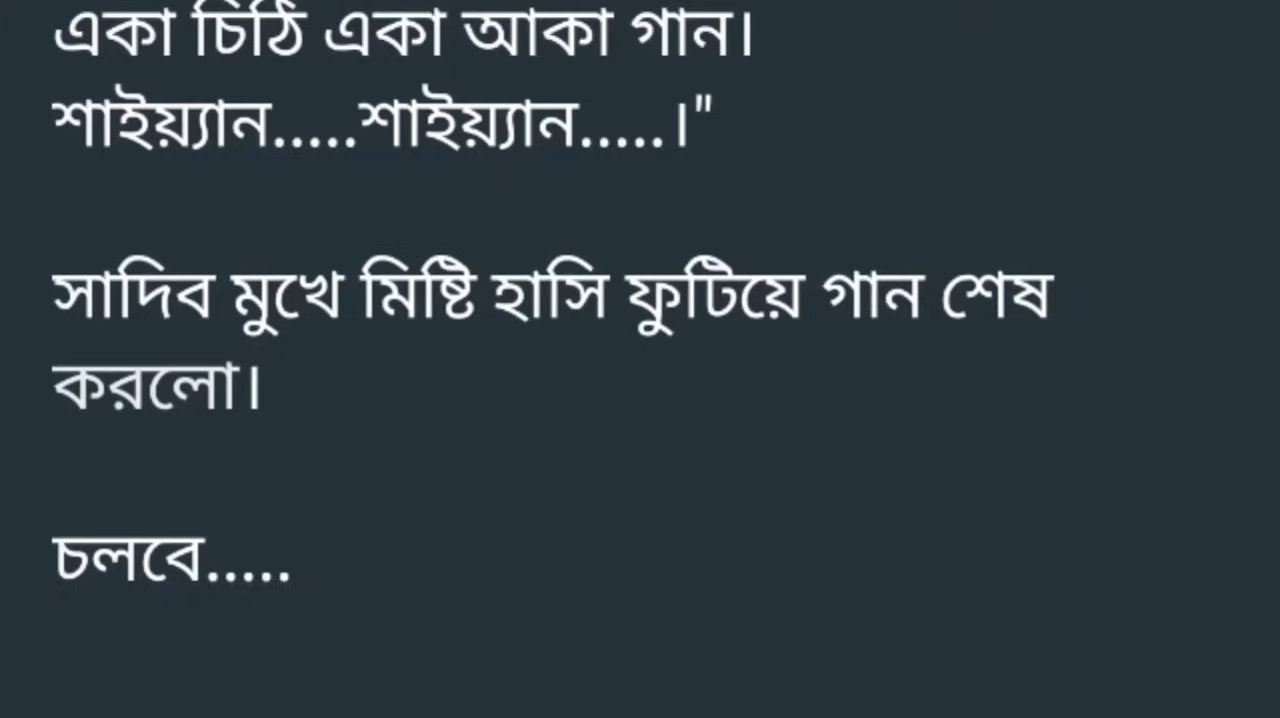 একা চিঠি একা আকা গান।
শাইয়্যান.....শাইয়্যান.....।"
সাদিব মুখে মিষ্টি হাসি ফুটিয়ে গান শেষ
করলো।
চলবে.....